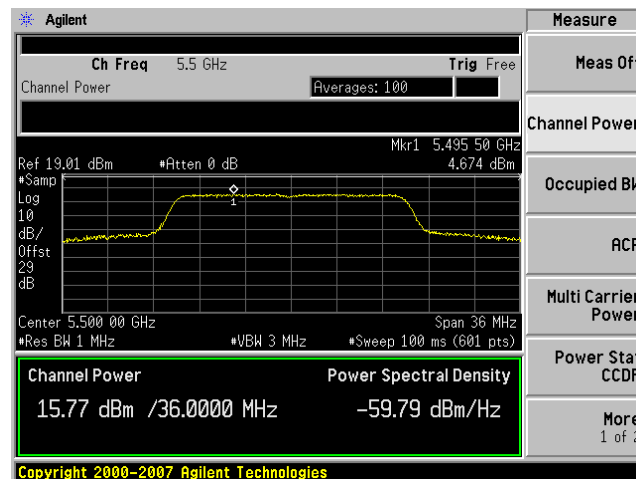 Agilent
Measure
Ch Freq 5.5 GHz Trig Free
Channel Power Averages: 100
Mkr1 5.495 50 GHz
Ref 19.01 dBm #Atten 0 dB 4.674 dBm
#Samp
Log
10
dB/
Offst
29
dB
1
Center 5.500 00 GHz Span 36 MHz
#Res BW 1 MHz #VBW 3 MHz #Sweep 100 ms (601 pts)
Channel Power Power Spectral Density
15.77 dBm /36.0000 MHz -59.79 dBm/Hz
Meas Of
Channel Power
Occupied BW
ACP
Multi Carrier
Power
Power Stat
CCDF
More
1 of 2
Copyright 2000-2007 Agilent Technologies